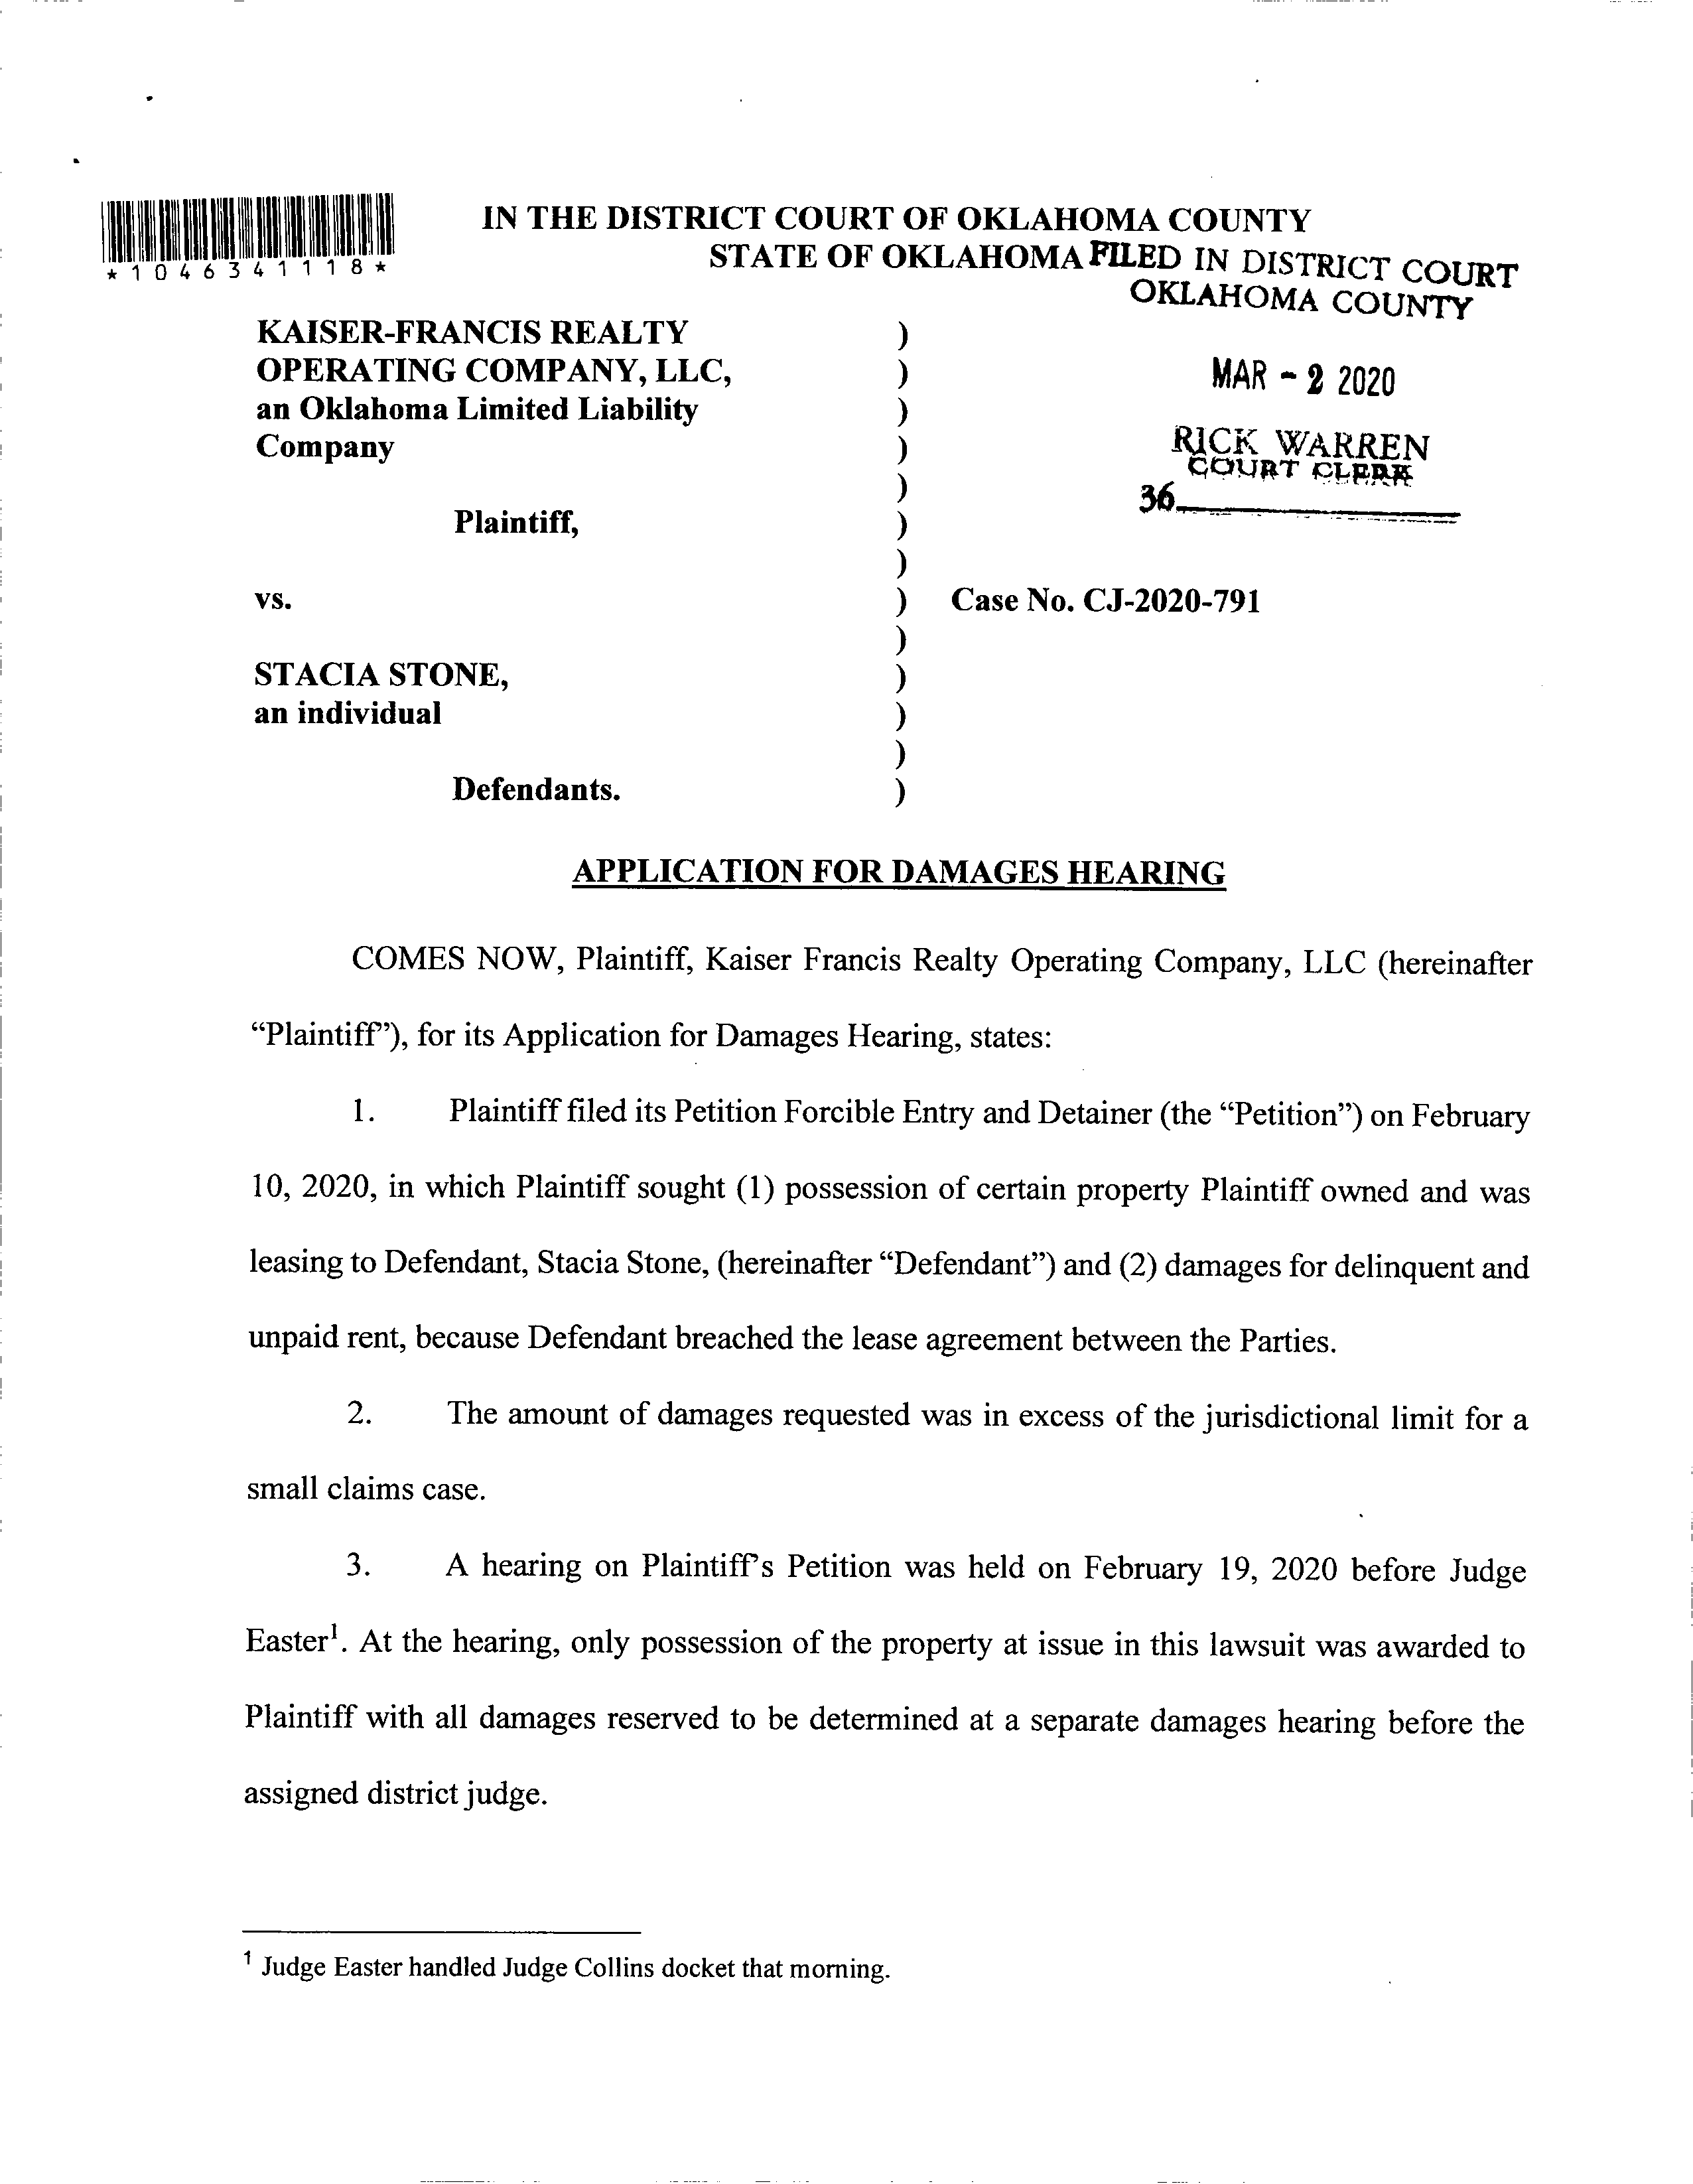 IN THE DISTRICT COURT OF OKLAHOMA COUNTY
STATE OF OKLAHOMA
FILED IN DISTRICT COURT
OKLAHOMA COUNTY
*1046341118*
MAR - 2 2020
RICK WARREN
COURT CLERK
36
KAISER-FRANCIS REALTY )
OPERATING COMPANY, LLC, )
an Oklahoma Limited Liability )
Company )
)
Plaintiff, )
)
vs. ) Case No. CJ-2020-791
)
STACIA STONE, )
an individual )
)
Defendants. )
APPLICATION FOR DAMAGES HEARING
COMES NOW, Plaintiff, Kaiser Francis Realty Operating Company, LLC (hereinafter
“Plaintiff”), for its Application for Damages Hearing, states:
1. Plaintiff filed its Petition Forcible Entry and Detainer (the “Petition”) on February
10, 2020, in which Plaintiff sought (1) possession of certain property Plaintiff owned and was
leasing to Defendant, Stacia Stone, (hereinafter “Defendant”) and (2) damages for delinquent and
unpaid rent, because Defendant breached the lease agreement between the Parties.
2. The amount of damages requested was in excess of the jurisdictional limit for a
small claims case.
3. A hearing on Plaintiff's Petition was held on February 19, 2020 before Judge
Easter¹. At the hearing, only possession of the property at issue in this lawsuit was awarded to
Plaintiff with all damages reserved to be determined at a separate damages hearing before the
assigned district judge.
¹ Judge Easter handled Judge Collins docket that morning.